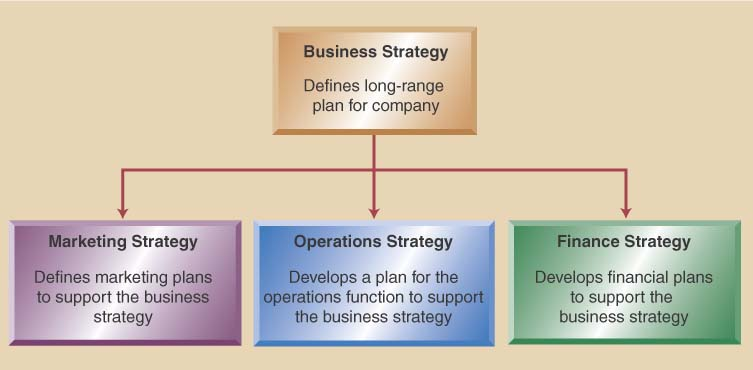 Business Strategy
Defines long-range
plan for company
Marketing Strategy
Defines marketing plans
to support the business
strategy
Operations Strategy
Develops a plan for the
operations function to support
the business strategy
Finance Strategy
Develops financial plans
to support the
business strategy